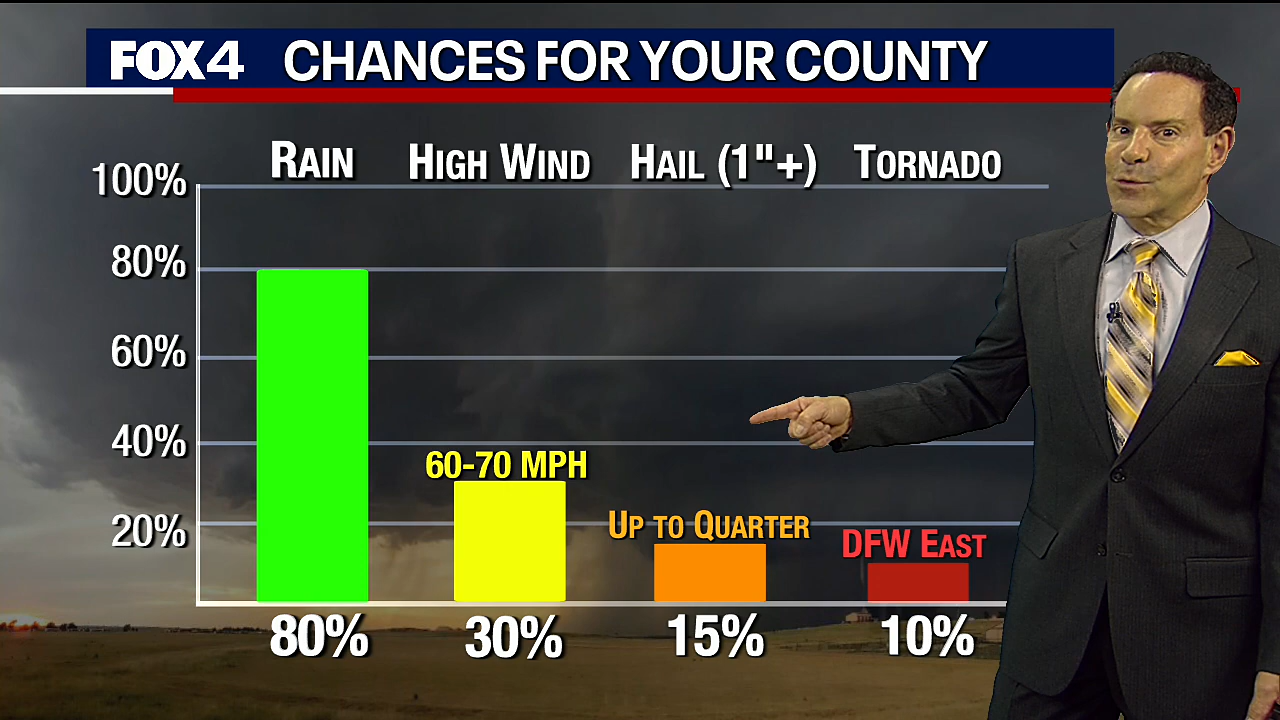 FOX4 CHANCES FOR YOUR COUNTY
RAIN HIGH WIND HAIL (1"+) TORNADO
100%
80%
60%
40%
20%
60-70 MPH
UP TO QUARTER
DFW EAST
80% 30% 15% 10%